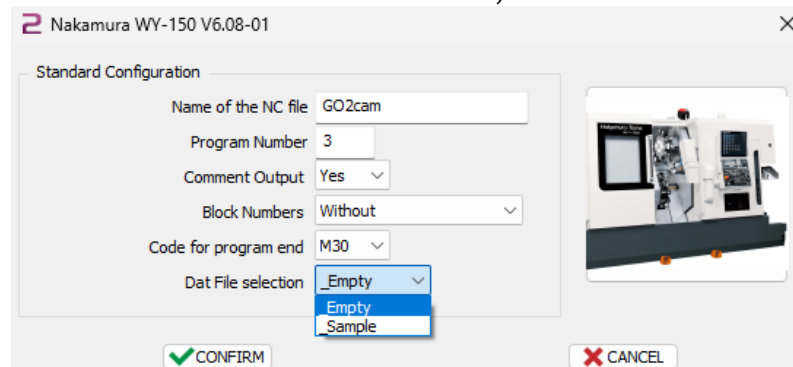 Nakamura WY-150 V6.08-01
Standard Configuration
Name of the NC file GO2cam
Program Number 3
Comment Output Yes
Block Numbers Without
Code for program end M30
Dat File selection _Empty
_Empty
_Sample
CONFIRM
CANCEL